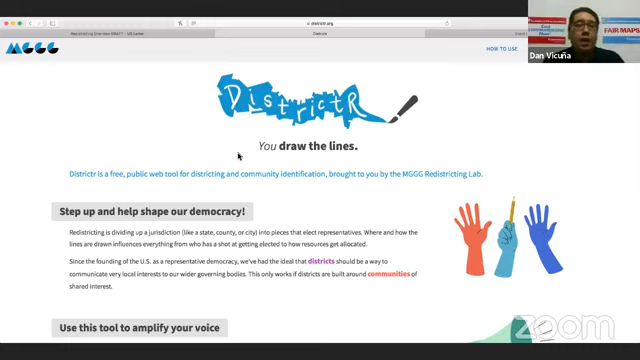 districtr.org
Redistricting Overview DRAFT - US Letter
Districtr
MGGG
HOW TO USE
FAIR MAPS
Dan Vicuña
DistrictR
You draw the lines.
Districtr is a free, public web tool for districting and community identification, brought to you by the MGGG Redistricting Lab.
Step up and help shape our democracy!
Redistricting is dividing up a jurisdiction (like a state, county, or city) into pieces that elect representatives. Where and how the
lines are drawn influences everything from who has a shot at getting elected to how resources get allocated.
Since the founding of the U.S. as a representative democracy, we've had the ideal that districts should be a way to
communicate very local interests to our wider governing bodies. This only works if districts are built around communities of
shared interest.
Use this tool to amplify your voice
zoom